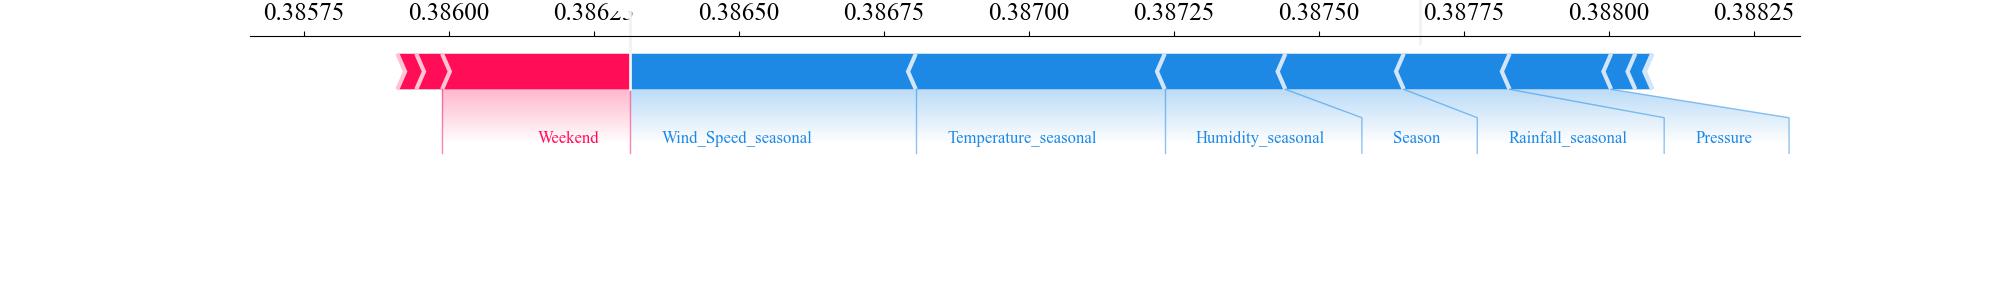 0.38575 0.38600 0.38650 0.38675 0.38700 0.38725 0.38750 0.38775 0.38800 0.38825
Weekend Wind_Speed_seasonal Temperature_seasonal Humidity_seasonal Season Rainfall_seasonal Pressure